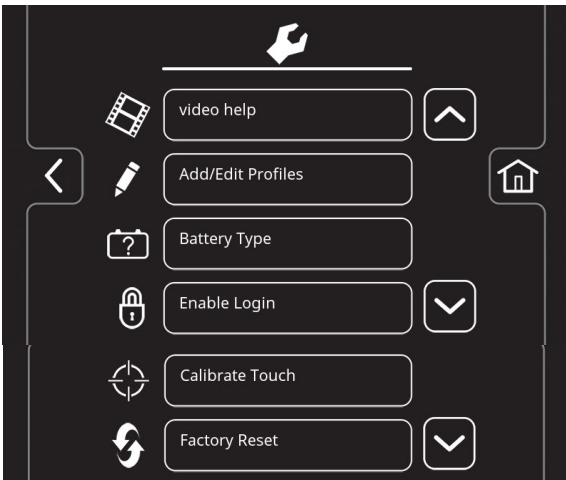 video help
Add/Edit Profiles
Battery Type
?
Enable Login
Calibrate Touch
Factory Reset